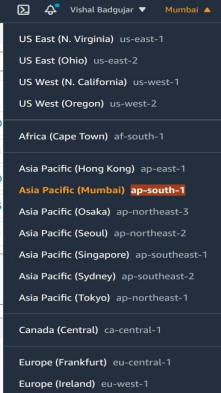 Vishal Badgujar ▼ Mumbai ▲
US East (N. Virginia) us-east-1
US East (Ohio) us-east-2
US West (N. California) us-west-1
US West (Oregon) us-west-2
Africa (Cape Town) af-south-1
Asia Pacific (Hong Kong) ap-east-1
Asia Pacific (Mumbai) ap-south-1
Asia Pacific (Osaka) ap-northeast-3
Asia Pacific (Seoul) ap-northeast-2
Asia Pacific (Singapore) ap-southeast-1
Asia Pacific (Sydney) ap-southeast-2
Asia Pacific (Tokyo) ap-northeast-1
Canada (Central) ca-central-1
Europe (Frankfurt) eu-central-1
Europe (Ireland) eu-west-1